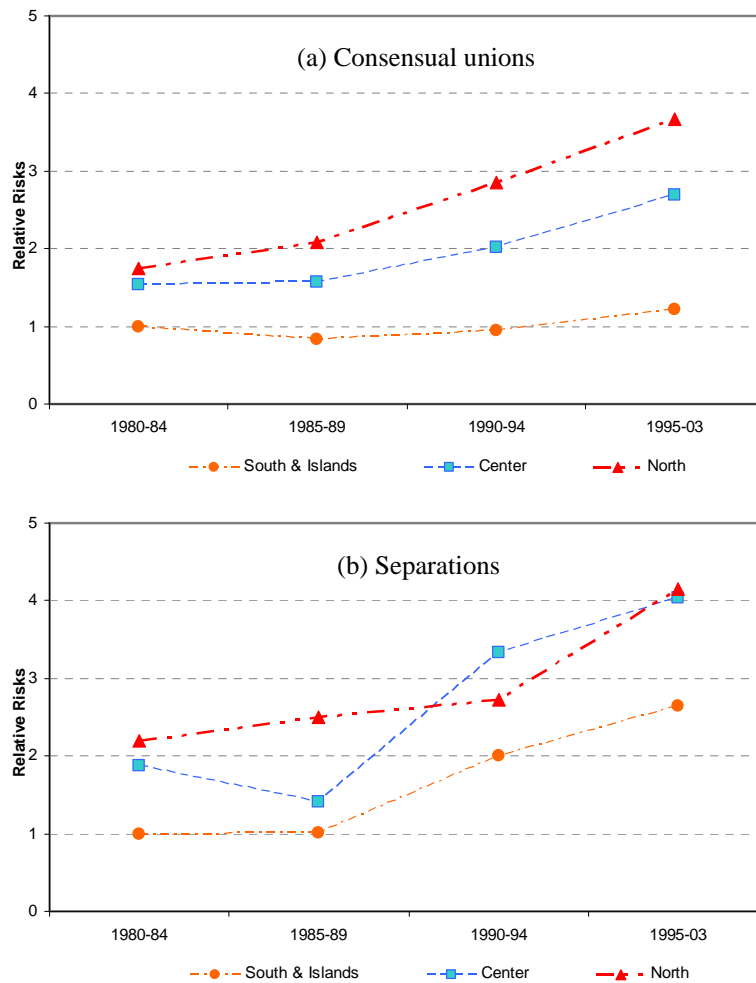 (a) Consensual unions
Relative Risks
5
4
3
2
1
0
1980-84 1985-89 1990-94 1995-03
South & Islands Center North
(b) Separations
Relative Risks
5
4
3
2
1
0
1980-84 1985-89 1990-94 1995-03
South & Islands Center North